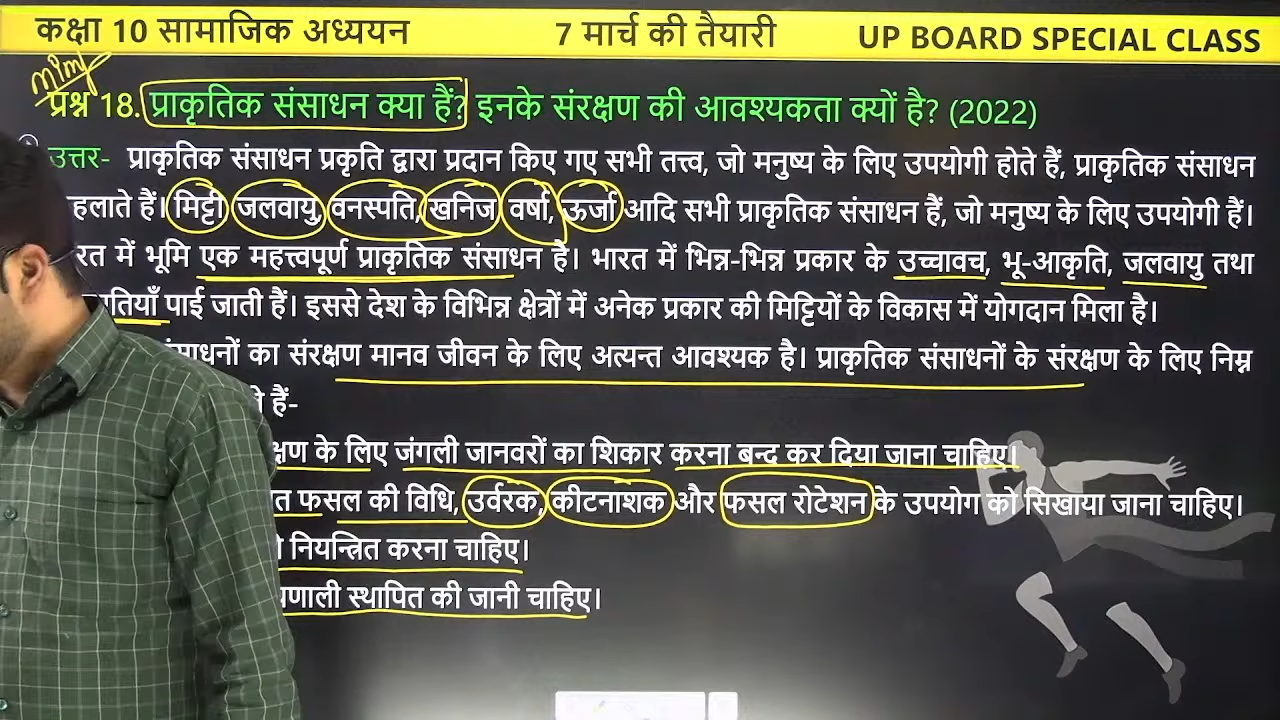 कक्षा 10 सामाजिक अध्ययन 7 मार्च की तैयारी UP BOARD SPECIAL CLASS
प्रश्न 18. प्राकृतिक संसाधन क्या हैं? इनके संरक्षण की आवश्यकता क्यों है? (2022)
उत्तर- प्राकृतिक संसाधन प्रकृति द्वारा प्रदान किए गए सभी तत्त्व, जो मनुष्य के लिए उपयोगी होते हैं, प्राकृतिक संसाधन
हलाते हैं। मिट्टी जलवायु, वनस्पति, खनिज वर्षा, ऊर्जा आदि सभी प्राकृतिक संसाधन हैं, जो मनुष्य के लिए उपयोगी हैं।
रत में भूमि एक महत्त्वपूर्ण प्राकृतिक संसाधन है। भारत में भिन्न-भिन्न प्रकार के उच्चावच, भू-आकृति, जलवायु तथा
तियाँ पाई जाती हैं। इससे देश के विभिन्न क्षेत्रों में अनेक प्रकार की मिट्टियों के विकास में योगदान मिला है।
संसाधनों का संरक्षण मानव जीवन के लिए अत्यन्त आवश्यक है। प्राकृतिक संसाधनों के संरक्षण के लिए निम्न
हैं-
क्षण के लिए जंगली जानवरों का शिकार करना बन्द कर दिया जाना चाहिए।
त फसल की विधि, उर्वरक, कीटनाशक और फसल रोटेशन के उपयोग को सिखाया जाना चाहिए।
नियन्त्रित करना चाहिए।
प्रणाली स्थापित की जानी चाहिए।